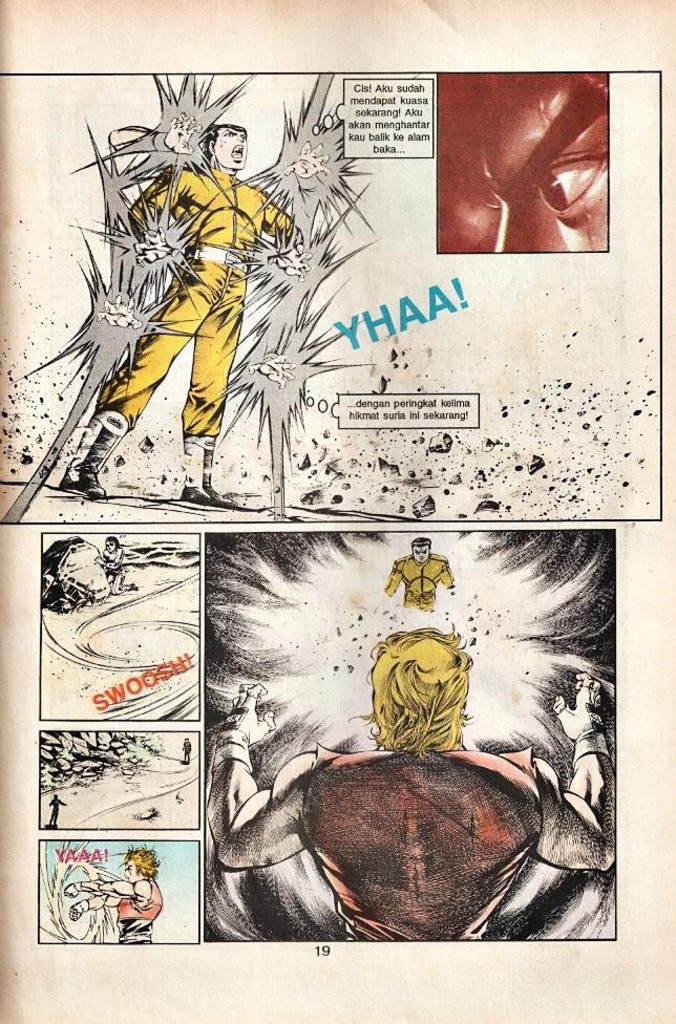 Cis! Aku sudah
mendapat kuasa
sekarang! Aku
akan menghantar
kau balik ke alam
baka...
YHAA!
...dengan peringkat kelima
hikmat suria ini sekarang!
SWOOSH!
YAAA!
19